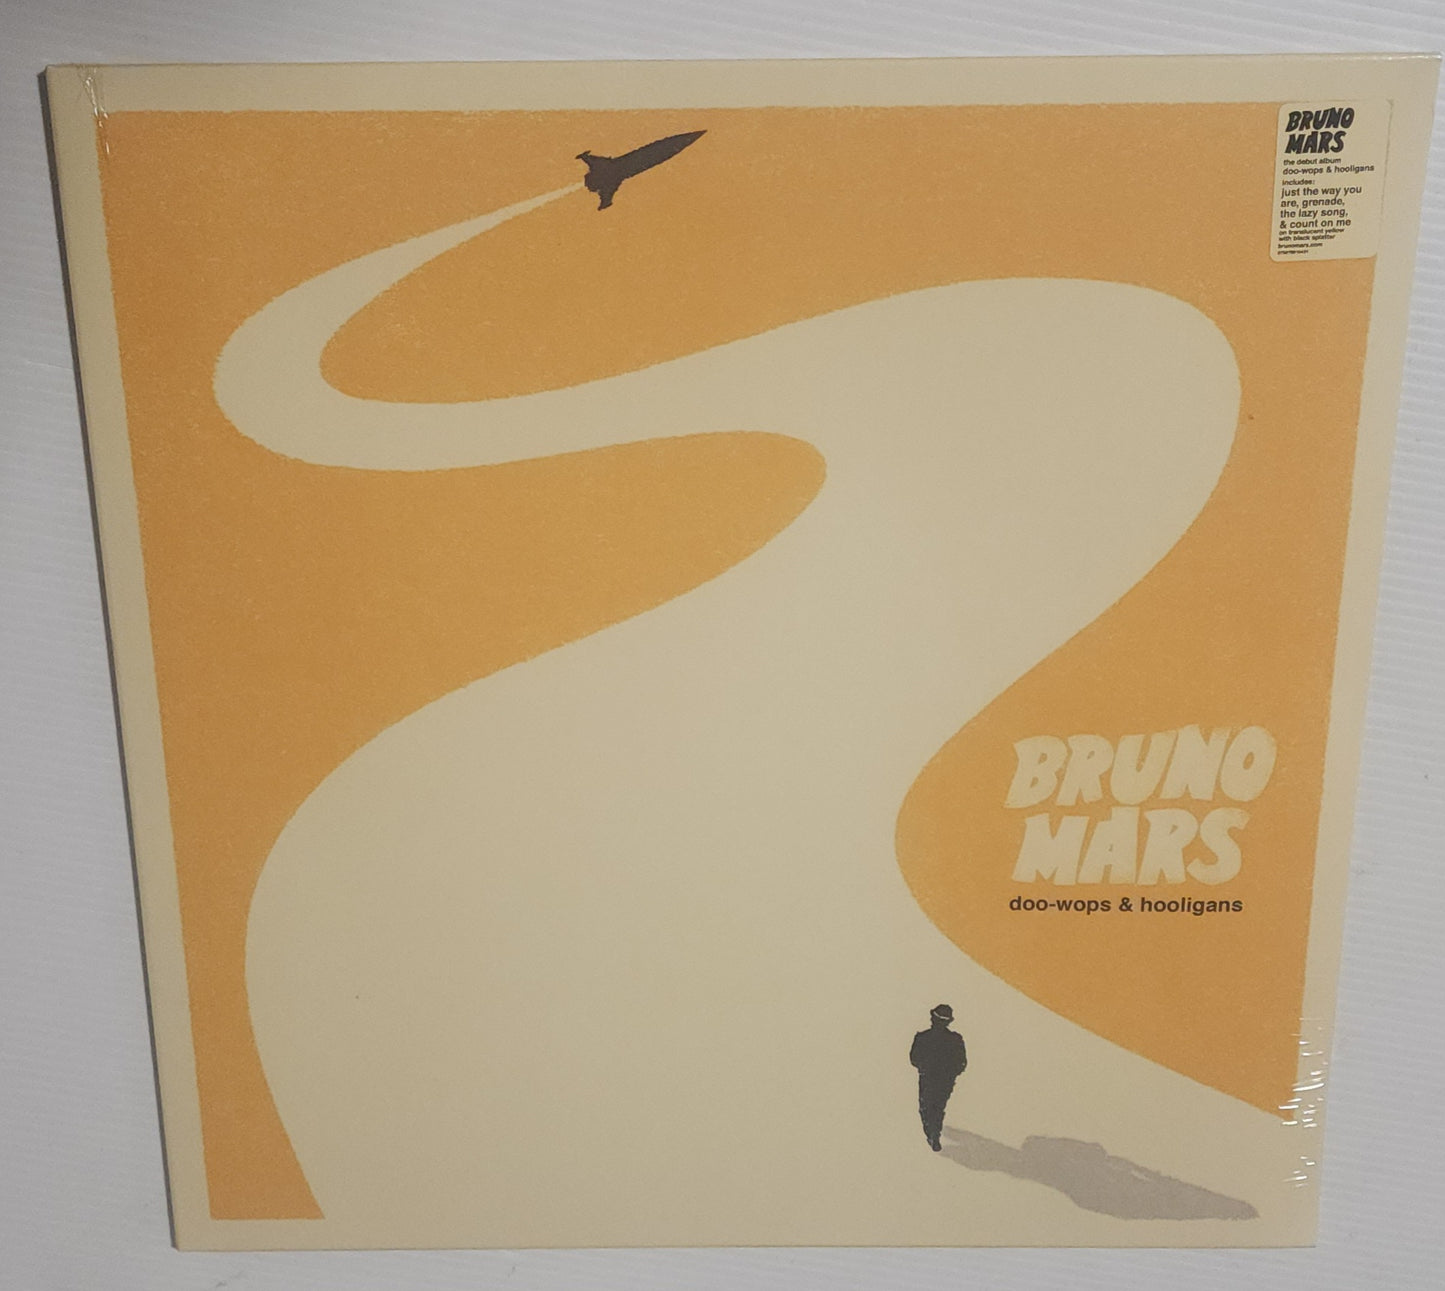 BRUNO
MARS
the debut album
doo-wops & hooligans
includes:
just the way you
are, grenade,
the lazy song,
& count on me
on translucent yellow
with black splatter
brunomars.com
BRUNO
MARS
doo-wops & hooligans